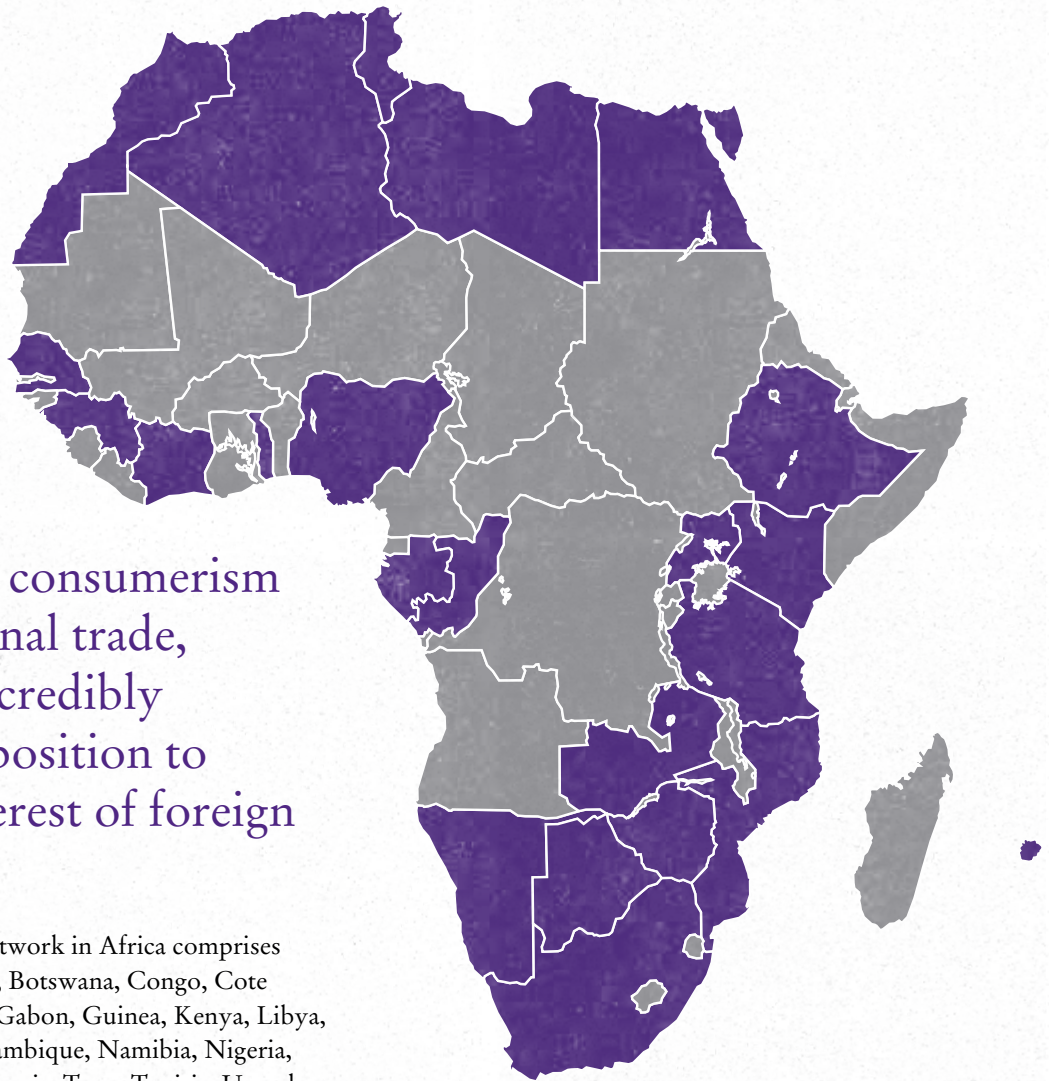 consumerism
nal trade,
credibly
position to
erest of foreign
twork in Africa comprises
, Botswana, Congo, Cote
Gabon, Guinea, Kenya, Libya,
ambique, Namibia, Nigeria,